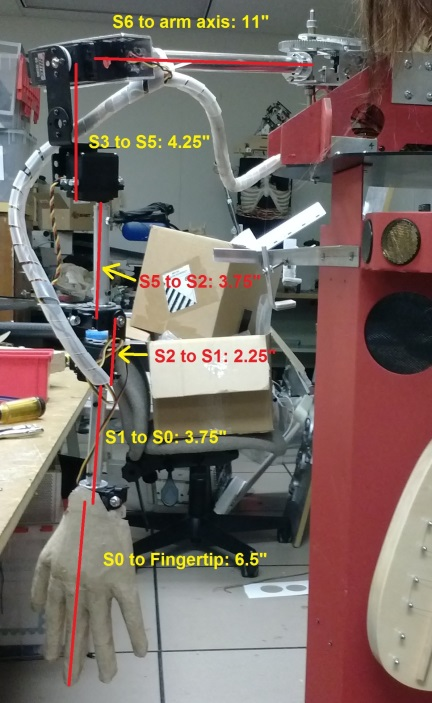 S6 to arm axis: 11"
S3 to S5: 4.25"
S5 to S2: 3.75"
S2 to S1: 2.25"
S1 to S0: 3.75"
S0 to Fingertip: 6.5"